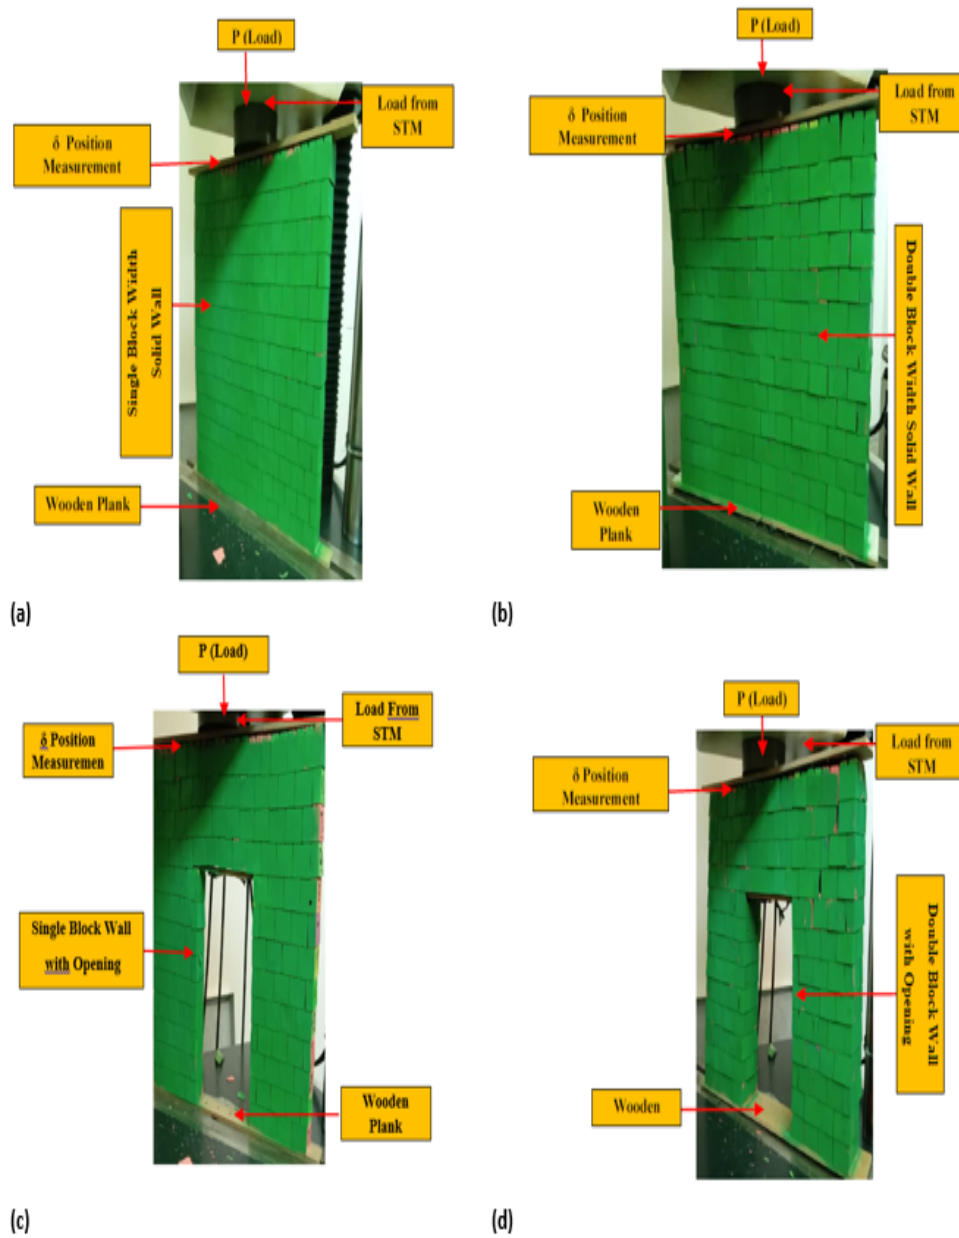 P (Load)
Load from
STM
δ Position
Measurement
Single Block Width
Solid Wall
Wooden Plank
(a)
P (Load)
Load from
STM
δ Position
Measurement
Double Block Width Solid Wall
Wooden
Plank
(b)
P (Load)
Load From
STM
δ Position
Measuremen
Single Block Wall
with Opening
Wooden
Plank
(c)
P (Load)
Load from
STM
δ Position
Measurement
Double Block Wall
with Opening
Wooden
(d)